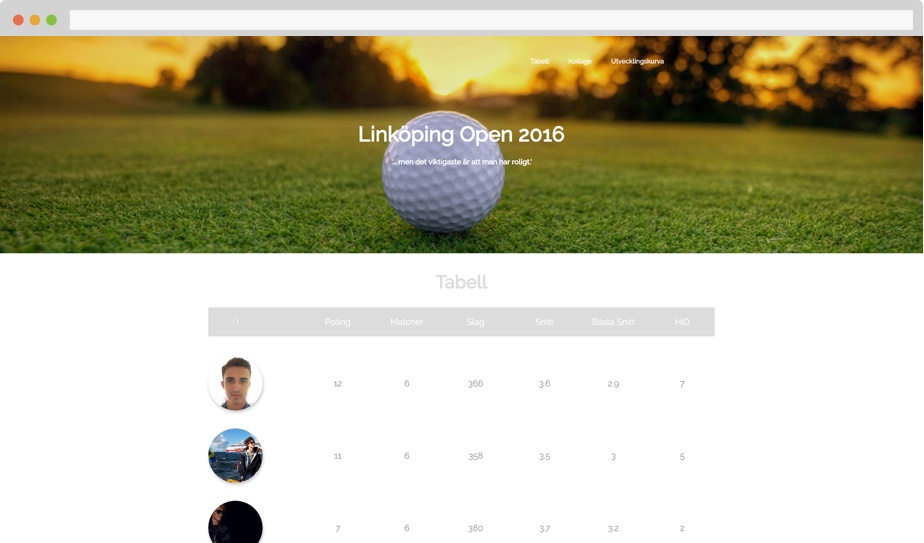 Tabell Kollage Utvecklingskurva
Linköping Open 2016
'... men det viktigaste är att man har roligt.'
Tabell
: ) Poäng Matcher Slag Snitt Bästa Snitt HiO
12 6 366 3.6 2.9 7
11 6 358 3.5 3 5
7 6 380 3.7 3.2 2